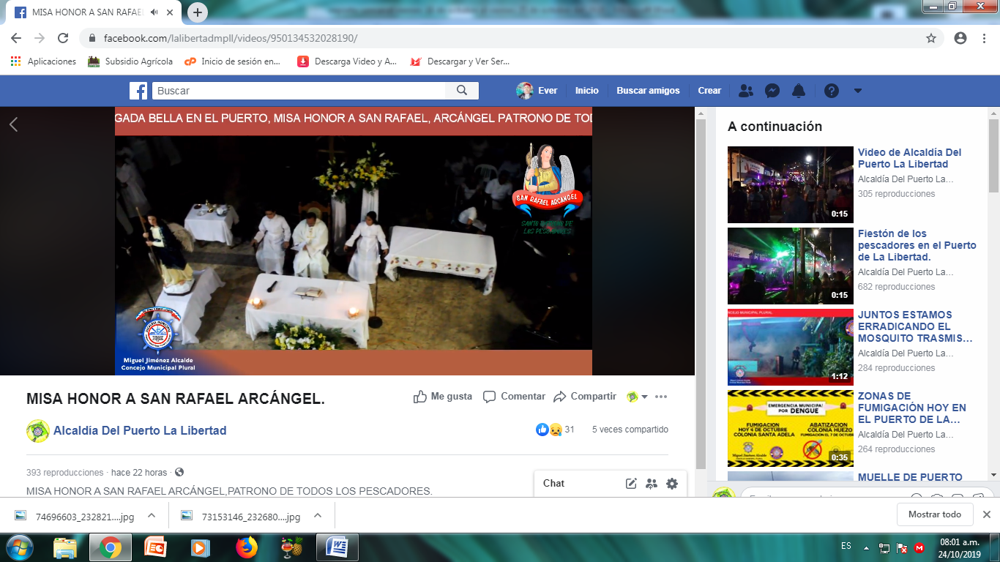 MISA HONOR A SAN RAFAEL
facebook.com/lalibertadmpll/videos/950134532028190/
Aplicaciones
Subsidio Agrícola
Inicio de sesión en...
Descarga Video y A...
Descargar y Ver Ser...
Buscar
Ever
Inicio
Buscar amigos
Crear
GADA BELLA EN EL PUERTO, MISA HONOR A SAN RAFAEL, ARCÁNGEL PATRONO DE TOD
SAN RAFAEL ARCANGEL
SANTO PATRONO DE
LOS PESCADORES
Miguel Jiménez Alcalde
Concejo Municipal Plural
MISA HONOR A SAN RAFAEL ARCÁNGEL.
Me gusta
Comentar
Compartir
Alcaldía Del Puerto La Libertad
31
5 veces compartido
393 reproducciones · hace 22 horas ·
MISA HONOR A SAN RAFAEL ARCÁNGEL,PATRONO DE TODOS LOS PESCADORES.
Chat
A continuación
Video de Alcaldía Del
Puerto La Libertad
Alcaldía Del Puerto La...
305 reproducciones
0:15
Fiestón de los
pescadores en el Puerto
de La Libertad.
Alcaldía Del Puerto La...
682 reproducciones
0:15
JUNTOS ESTAMOS
ERRADICANDO EL
MOSQUITO TRASMIS...
Alcaldía Del Puerto La...
284 reproducciones
1:12
ZONAS DE
FUMIGACIÓN HOY EN
EL PUERTO DE LA...
Alcaldía Del Puerto La...
264 reproducciones
EMERGENCIA MUNICIPAL
POR DENGUE
FUMIGACION
HOY 4 DE OCTUBRE
COLONIA SANTA ADELA
ABATIZACION
COLONIA HUEZO
FUMIGACION EL 7 DE OCTUBRE
0:35
MUELLE DE PUERTO
74696603_232821....jpg
73153146_232680....jpg
Mostrar todo
ES
08:01 a.m.
24/10/2019